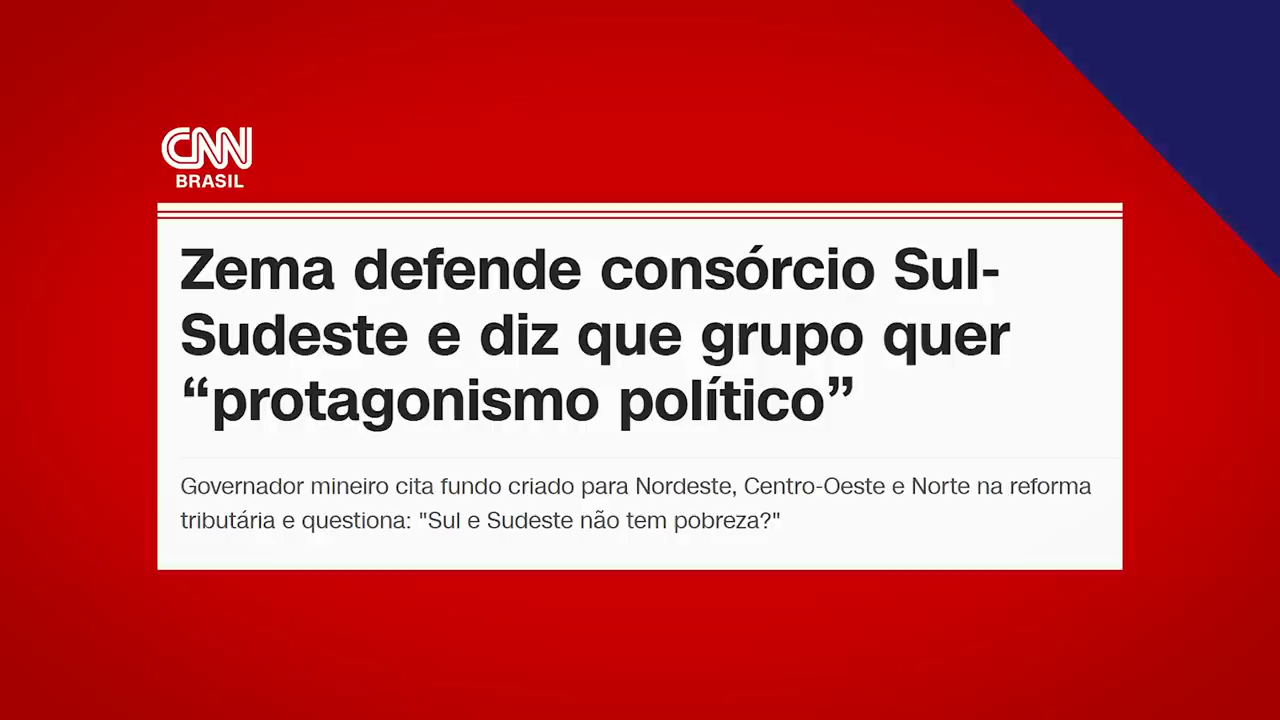 CNN
BRASIL
Zema defende consórcio Sul-
Sudeste e diz que grupo quer
“protagonismo político”
Governador mineiro cita fundo criado para Nordeste, Centro-Oeste e Norte na reforma
tributária e questiona: "Sul e Sudeste não tem pobreza?"